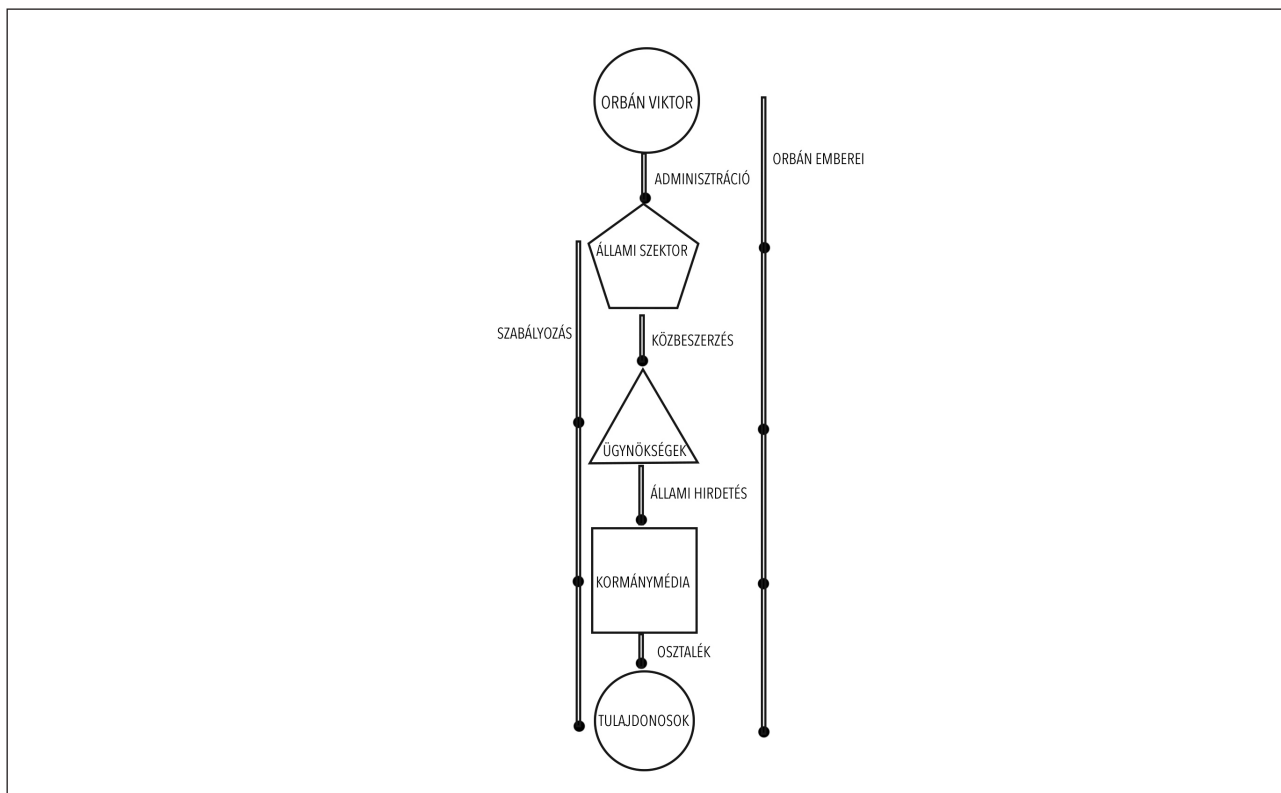 ORBÁN VIKTOR
ORBÁN EMBEREI
ADMINISZTRÁCIÓ
ÁLLAMI SZEKTOR
SZABÁLYOZÁS
KÖZBESZERZÉS
ÜGYNÖKSÉGEK
ÁLLAMI HIRDETÉS
KORMÁNYMÉDIA
OSZTALÉK
TULAJDONOSOK